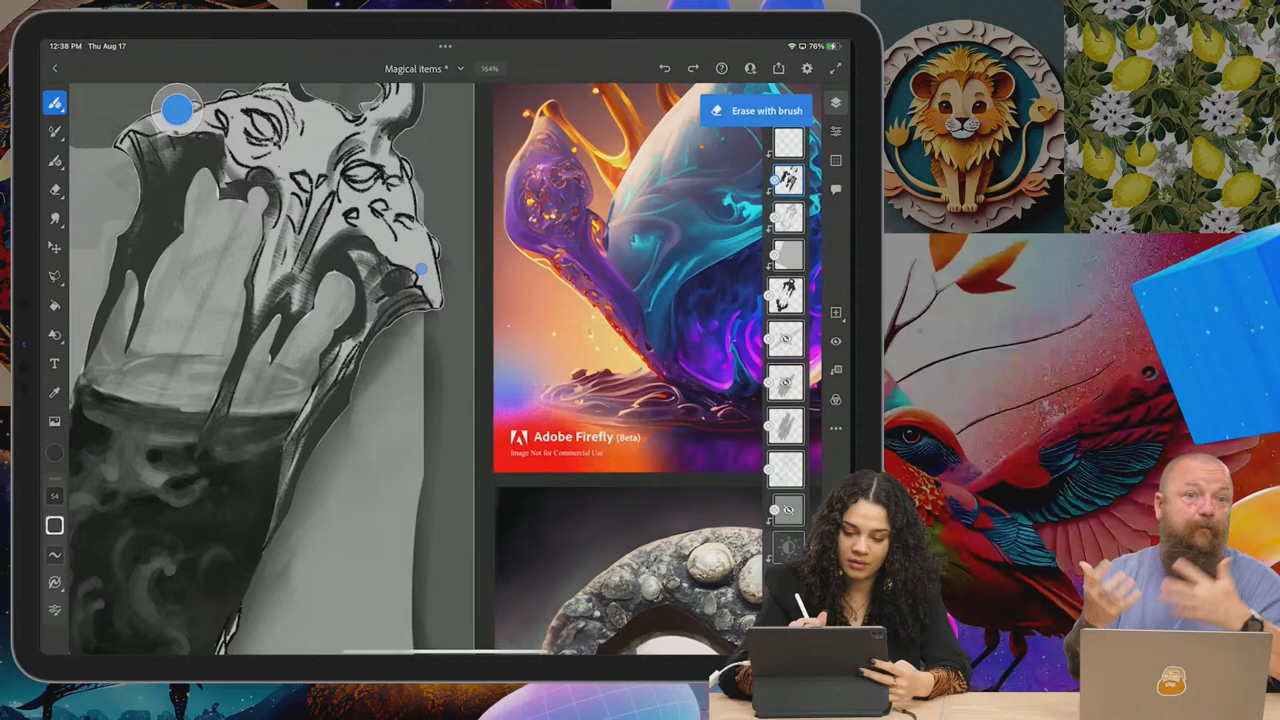 12:38 PM Thu Aug 17
76%
Magical items *
164%
Erase with brush
T
54
Adobe Firefly (Beta)
Image Not for Commercial Use